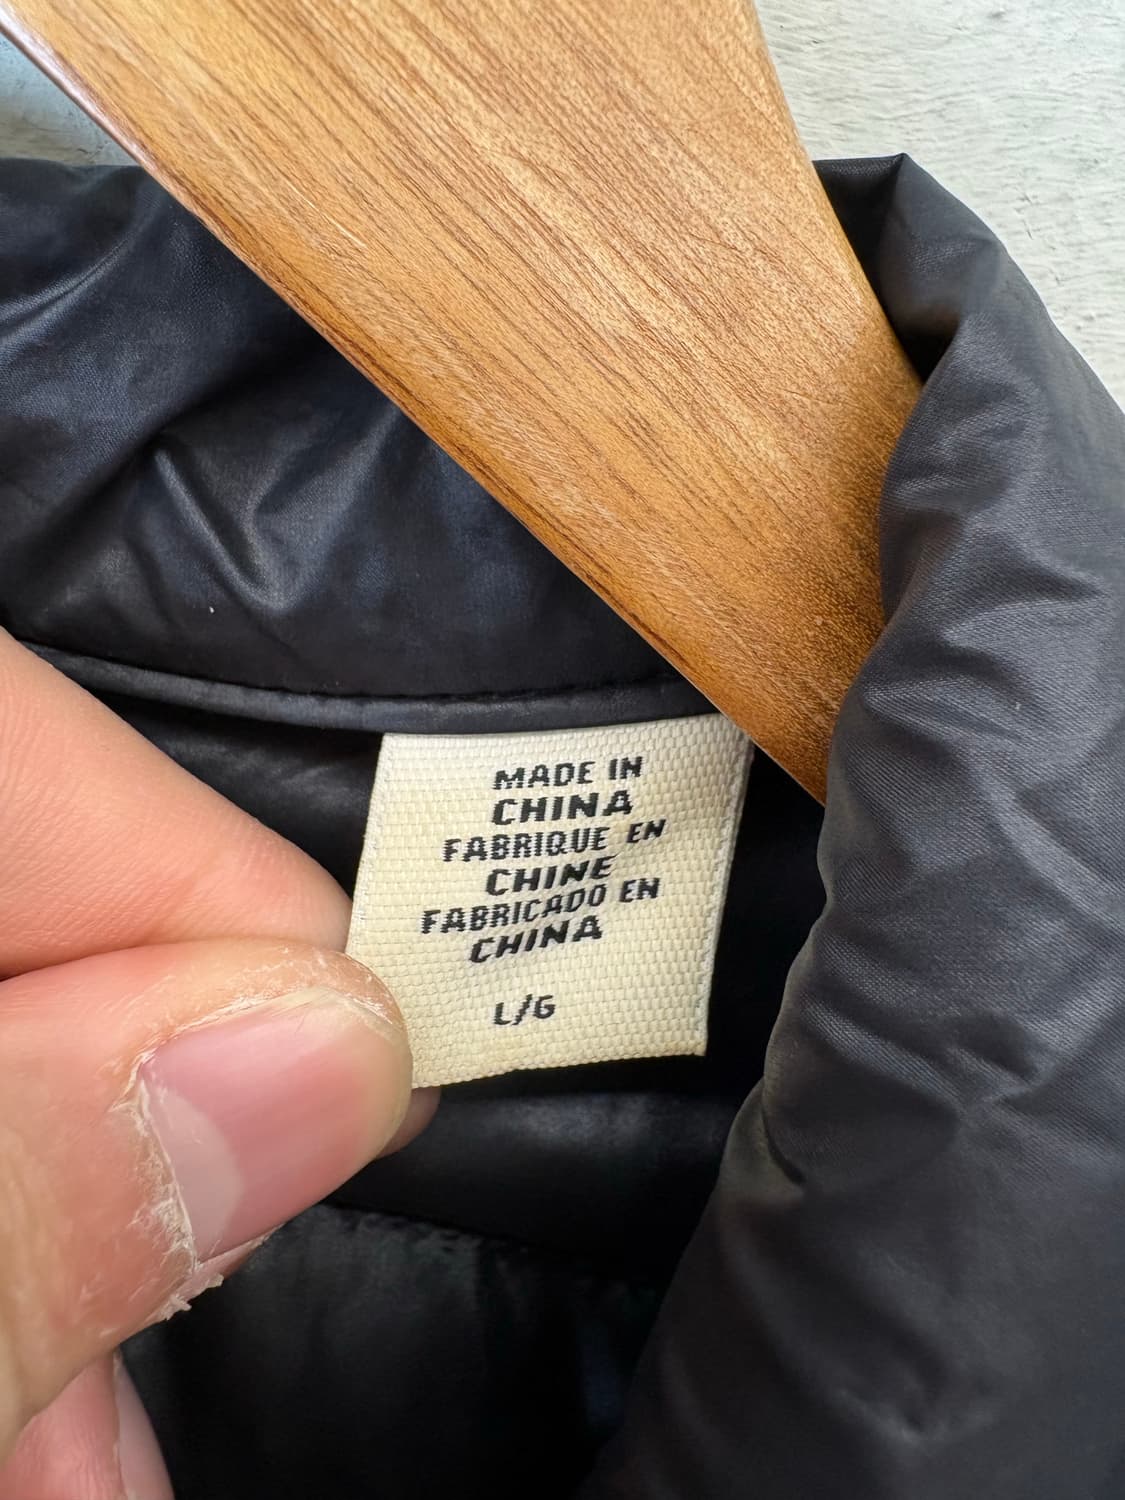 MADE IN
CHINA
FABRIQUE EN
CHINE
FABRICADO EN
CHINA
L/G